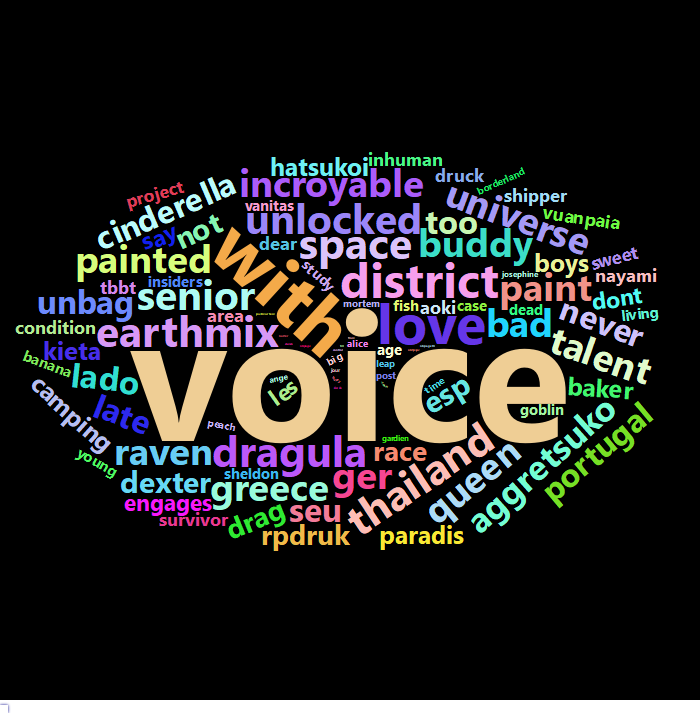 borderland
inhuman
hatsukoi
druck
project
vanitas
incroyable
shipper
cinderella
universe
vuanpaia
say
not
dear
unlocked
too
sweet
painted
with
space
buddy
boys
nayami
tbbt
insiders
study
josephine
unbag
senior
district
paint
dont
living
condition
area
mortem
fish
aoki
case
dead
never
earthmix
love
bad
kieta
alice
age
talent
banana
big
voice
leap
post
lado
ange
les
time
esp
baker
camping
late
peach
goblin
young
raven
dragula
gardien
race
aggretsuko
portugal
dexter
sheldon
greece
ger
thailand
queen
engages
survivor
drag
seu
rpdruk
paradis